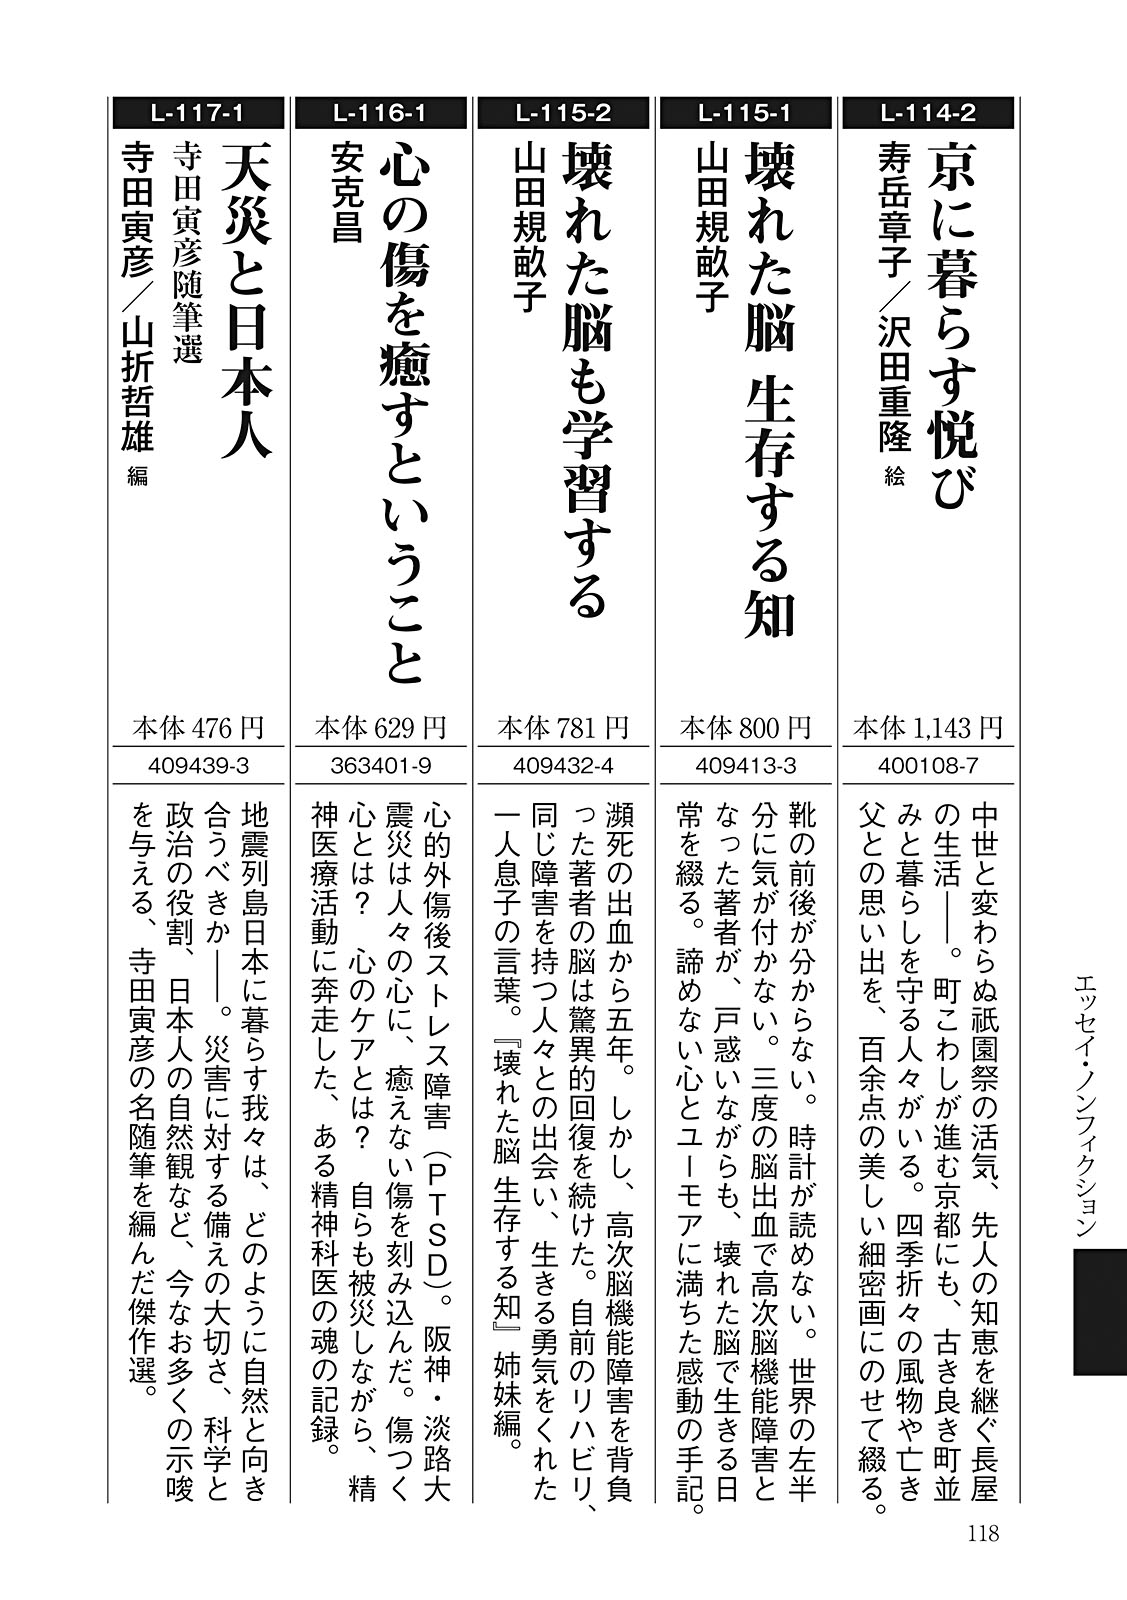 L-114-2
京に暮らす悦び
寿岳章子／沢田重隆 絵
本体 1,143 円
400108-7
中世と変わらぬ祇園祭の活気、先人の知恵を継ぐ長屋
の生活――。町こわしが進む京都にも、古き良き町並
みと暮らしを守る人々がいる。四季折々の風物や亡き
父との思い出を、百余点の美しい細密画にのせて綴る。
L-115-1
壊れた脳 生存する知
山田規畝子
本体 800 円
409413-3
靴の前後が分からない。時計が読めない。世界の左半
分に気が付かない。三度の脳出血で高次脳機能障害と
なった著者が、戸惑いながらも、壊れた脳で生きる日
常を綴る。諦めない心とユーモアに満ちた感動の手記。
L-115-2
壊れた脳も学習する
山田規畝子
本体 781 円
409432-4
瀕死の出血から五年。しかし、高次脳機能障害を背負
った著者の脳は驚異的回復を続けた。自前のリハビリ、
同じ障害を持つ人々との出会い、生きる勇気をくれた
一人息子の言葉。『壊れた脳 生存する知』姉妹編。
L-116-1
心の傷を癒すということ
安克昌
本体 629 円
363401-9
心的外傷後ストレス障害（ＰＴＳＤ）。阪神・淡路大
震災は人々の心に、癒えない傷を刻み込んだ。傷つく
心とは？ 心のケアとは？ 自らも被災しながら、精
神医療活動に奔走した、ある精神科医の魂の記録。
L-117-1
天災と日本人
寺田寅彦随筆選
寺田寅彦／山折哲雄 編
本体 476 円
409439-3
地震列島日本に暮らす我々は、どのように自然と向き
合うべきか――。災害に対する備えの大切さ、科学と
政治の役割、日本人の自然観など、今なお多くの示唆
を与える、寺田寅彦の名随筆を編んだ傑作選。
エッセイ・ノンフィクション
118